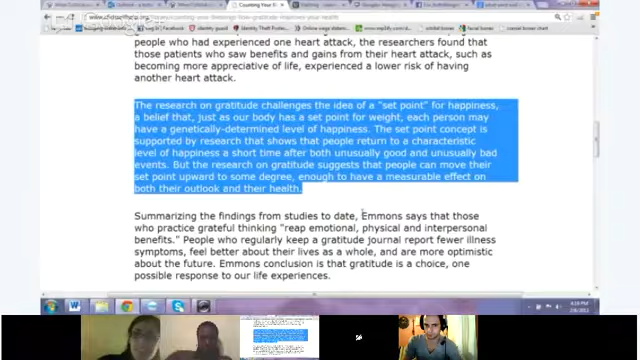 Counting Your B
people who had experienced one heart attack, the researchers found that
those patients who saw benefits and gains from their heart attack, such as
becoming more appreciative of life, experienced a lower risk of having
another heart attack.
The research on gratitude challenges the idea of a "set point" for happiness,
a belief that, just as our body has a set point for weight, each person may
have a genetically-determined level of happiness. The set point concept is
supported by research that shows that people return to a characteristic
level of happiness a short time after both unusually good and unusually bad
events. But the research on gratitude suggests that people can move their
set point upward to some degree, enough to have a measurable effect on
both their outlook and their health.
Summarizing the findings from studies to date, Emmons says that those
who practice grateful thinking "reap emotional, physical and interpersonal
benefits." People who regularly keep a gratitude journal report fewer illness
symptoms, feel better about their lives as a whole, and are more optimistic
about the future. Emmons conclusion is that gratitude is a choice, one
possible response to our life experiences.